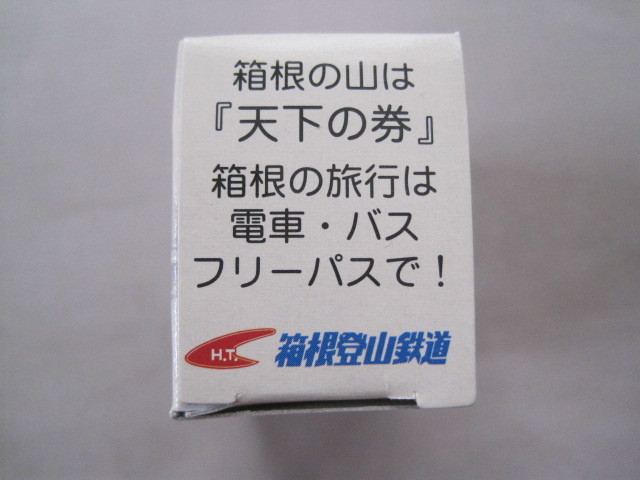 箱根の山は
『天下の券』
箱根の旅行は
電車・バス
フリーパスで！
H.T. 箱根登山鉄道